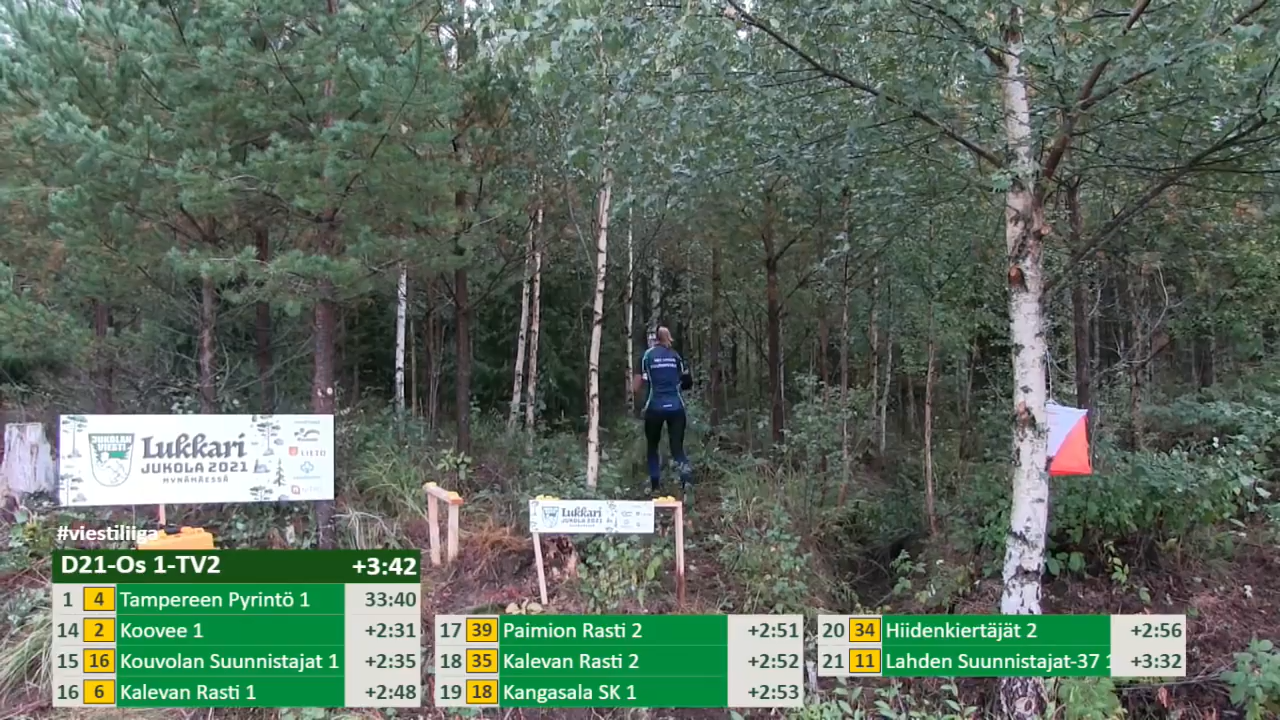 JUKOLAN
VIESTI
Lukkari
JUKOLA 2021
MYNÄMÄESSÄ
LIETO
Lukkari
JUKOLA 2021
#viestiliiga
D21-Os 1-TV2 +3:42
1 4 Tampereen Pyrintö 1 33:40
14 2 Koovee 1 +2:31
15 16 Kouvolan Suunnistajat 1 +2:35
16 6 Kalevan Rasti 1 +2:48
17 39 Paimion Rasti 2 +2:51
18 35 Kalevan Rasti 2 +2:52
19 18 Kangasala SK 1 +2:53
20 34 Hiidenkiertäjät 2 +2:56
21 11 Lahden Suunnistajat-37 1 +3:32